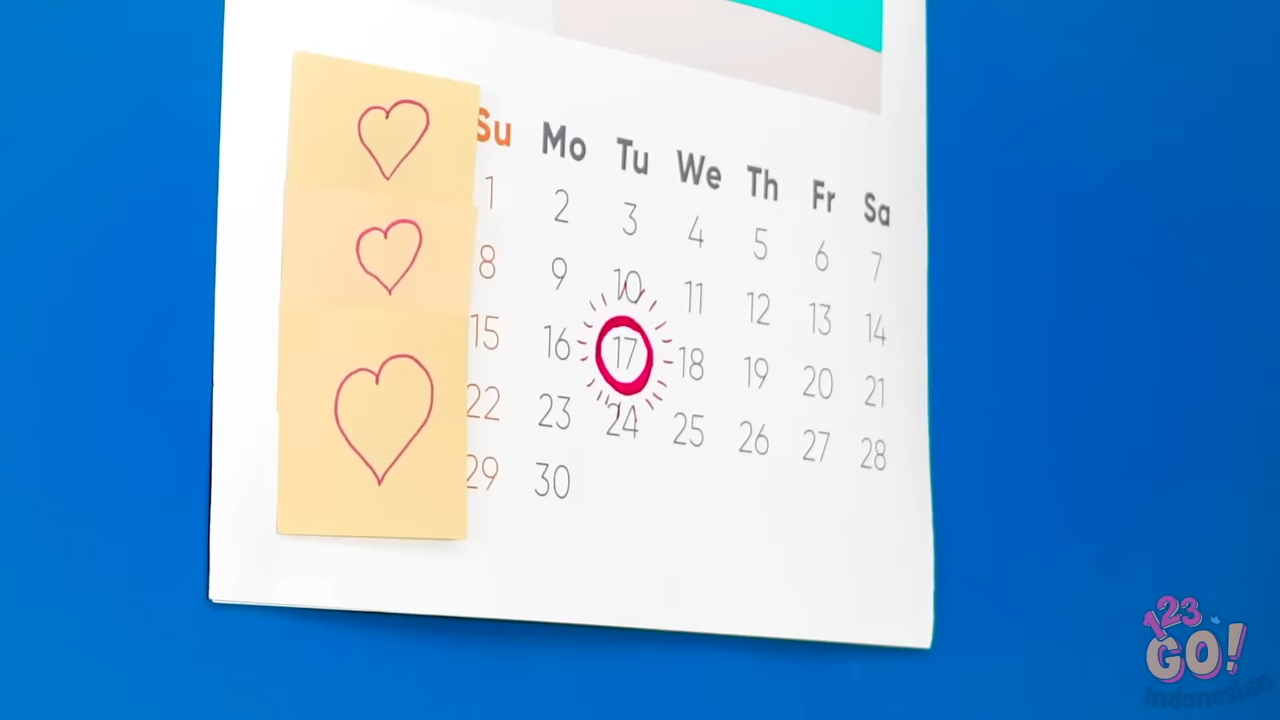 Su Mo Tu We Th Fr Sa
1 2 3 4 5 6 7
8 9 10 11 12 13 14
15 16 17 18 19 20 21
22 23 24 25 26 27 28
29 30
123
GO!
Indonesian